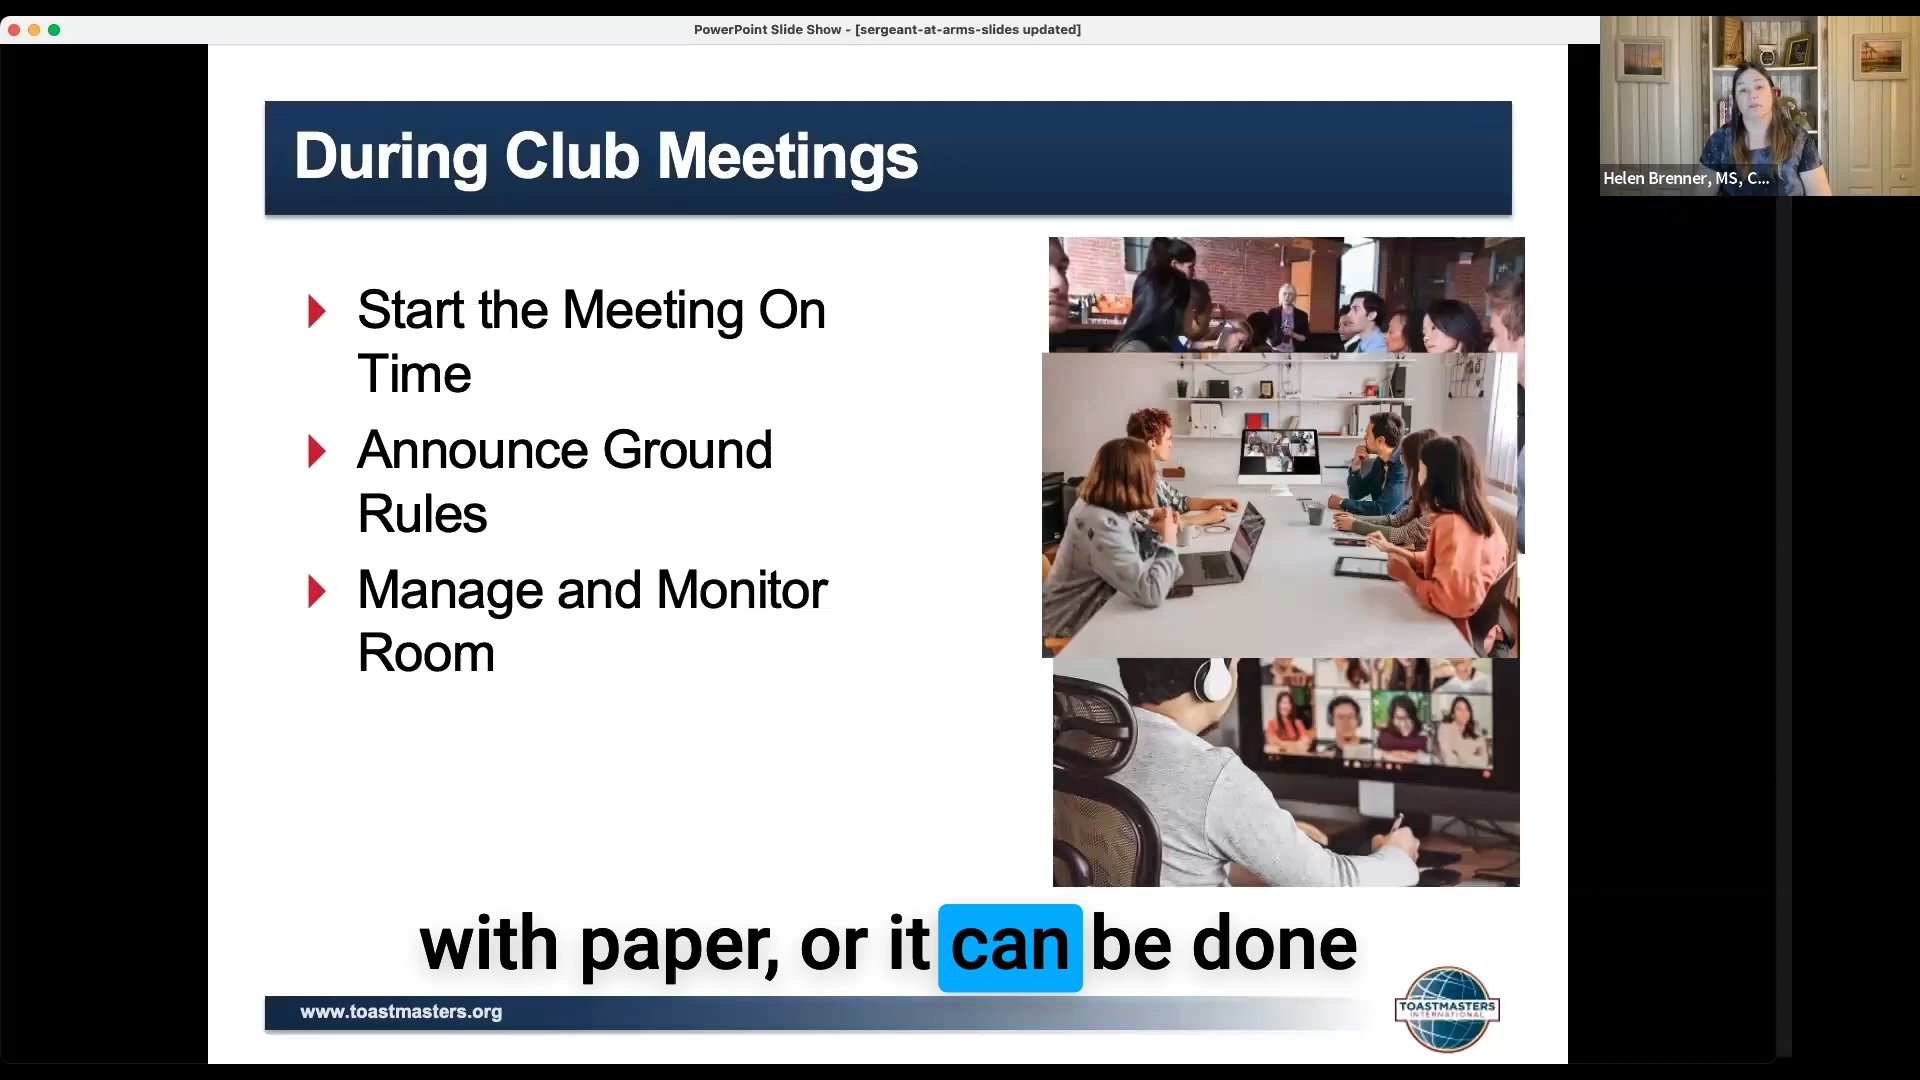 PowerPoint Slide Show - [sergeant-at-arms-slides updated]
Helen Brenner, MS, C...
During Club Meetings
Start the Meeting On
Time
Announce Ground
Rules
Manage and Monitor
Room
with paper, or it can be done
www.toastmasters.org
TOASTMASTERS
INTERNATIONAL